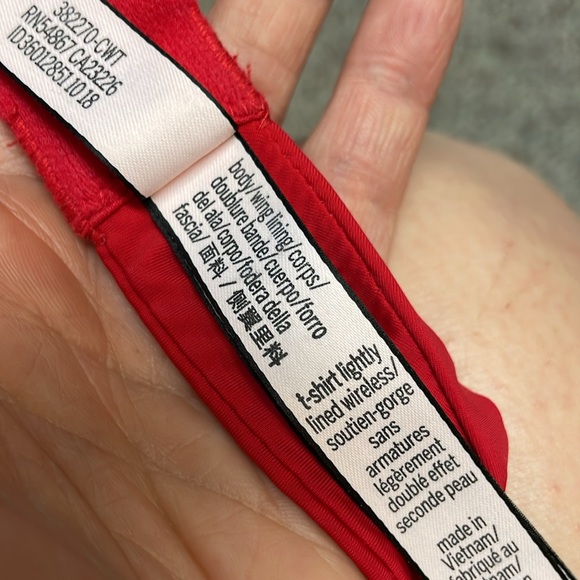 382270-CWT
RN54867 CA23226
ID360128511018
body/wing lining/corps/
doublure bande/cuerpo/forro
del ala/corpo/fodera della
fascia/面料/侧翼里料
t-shirt lightly
lined wireless/
soutien-gorge
sans
armatures
légèrement
doublé effet
seconde peau
made in
Vietnam/
fabriqué au